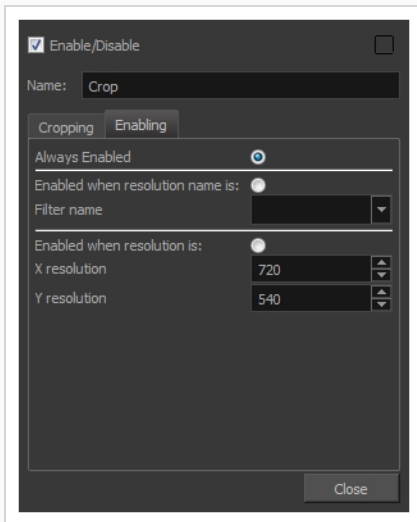 Enable/Disable
Name: Crop
Cropping Enabling
Always Enabled
Enabled when resolution name is:
Filter name
Enabled when resolution is:
X resolution 720
Y resolution 540
Close